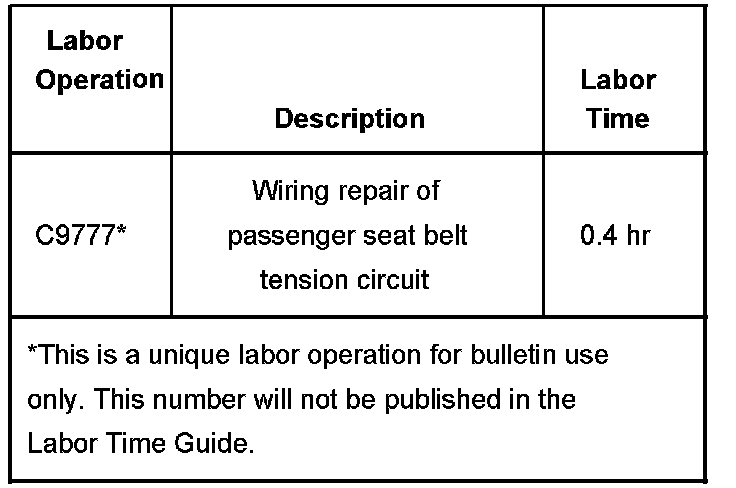 Labor
Operation
Description
Labor
Time
C9777*
Wiring repair of
passenger seat belt
tension circuit
0.4 hr
*This is a unique labor operation for bulletin use
only. This number will not be published in the
Labor Time Guide.